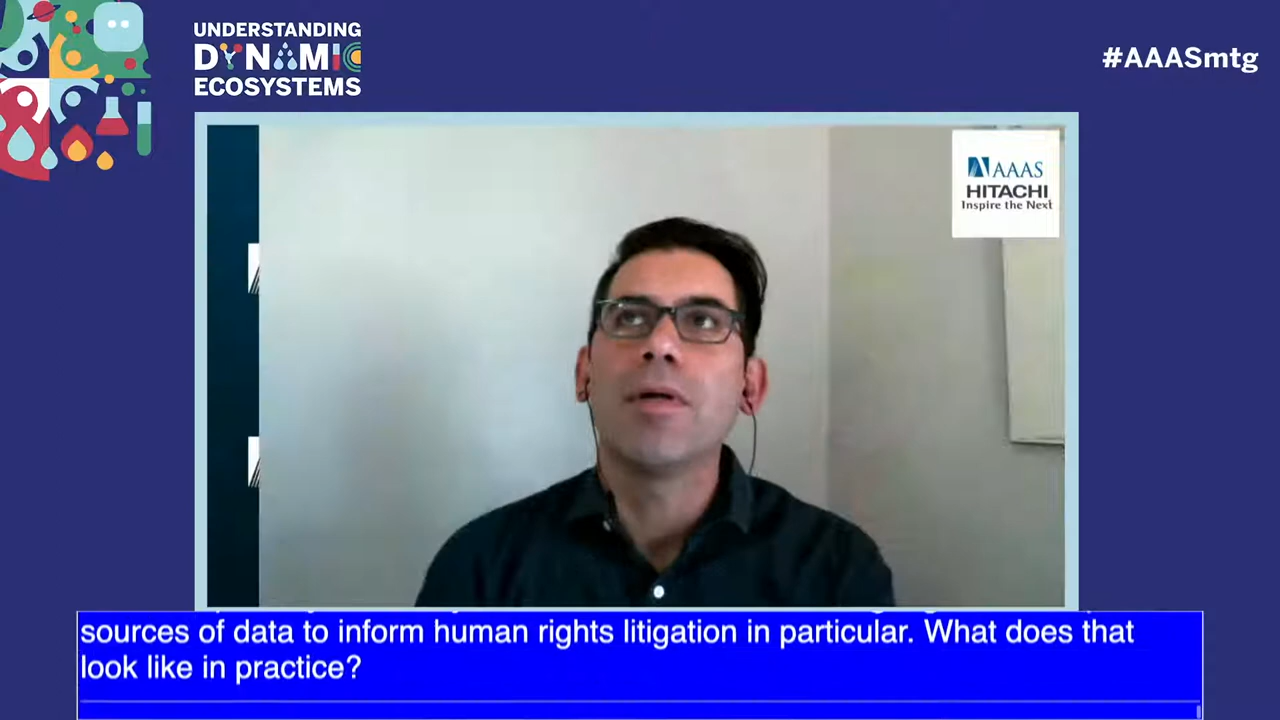 UNDERSTANDING
DYNAMIC
ECOSYSTEMS
#AAASmtg
AAAS
HITACHI
Inspire the Next
sources of data to inform human rights litigation in particular. What does that
look like in practice?